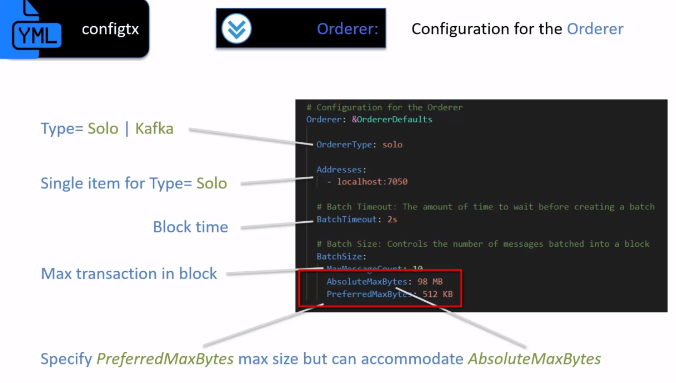 YML
configtx
Orderer:
Configuration for the Orderer
Type= Solo | Kafka
Single item for Type= Solo
Block time
Max transaction in block
# Configuration for the Orderer
Orderer: &OrdererDefaults
OrdererType: solo
Addresses:
- localhost:7050
# Batch Timeout: The amount of time to wait before creating a batch
BatchTimeout: 2s
# Batch Size: Controls the number of messages batched into a block
BatchSize:
MaxMessageCount: 10
AbsoluteMaxBytes: 98 MB
PreferredMaxBytes: 512 KB
Specify PreferredMaxBytes max size but can accommodate AbsoluteMaxBytes